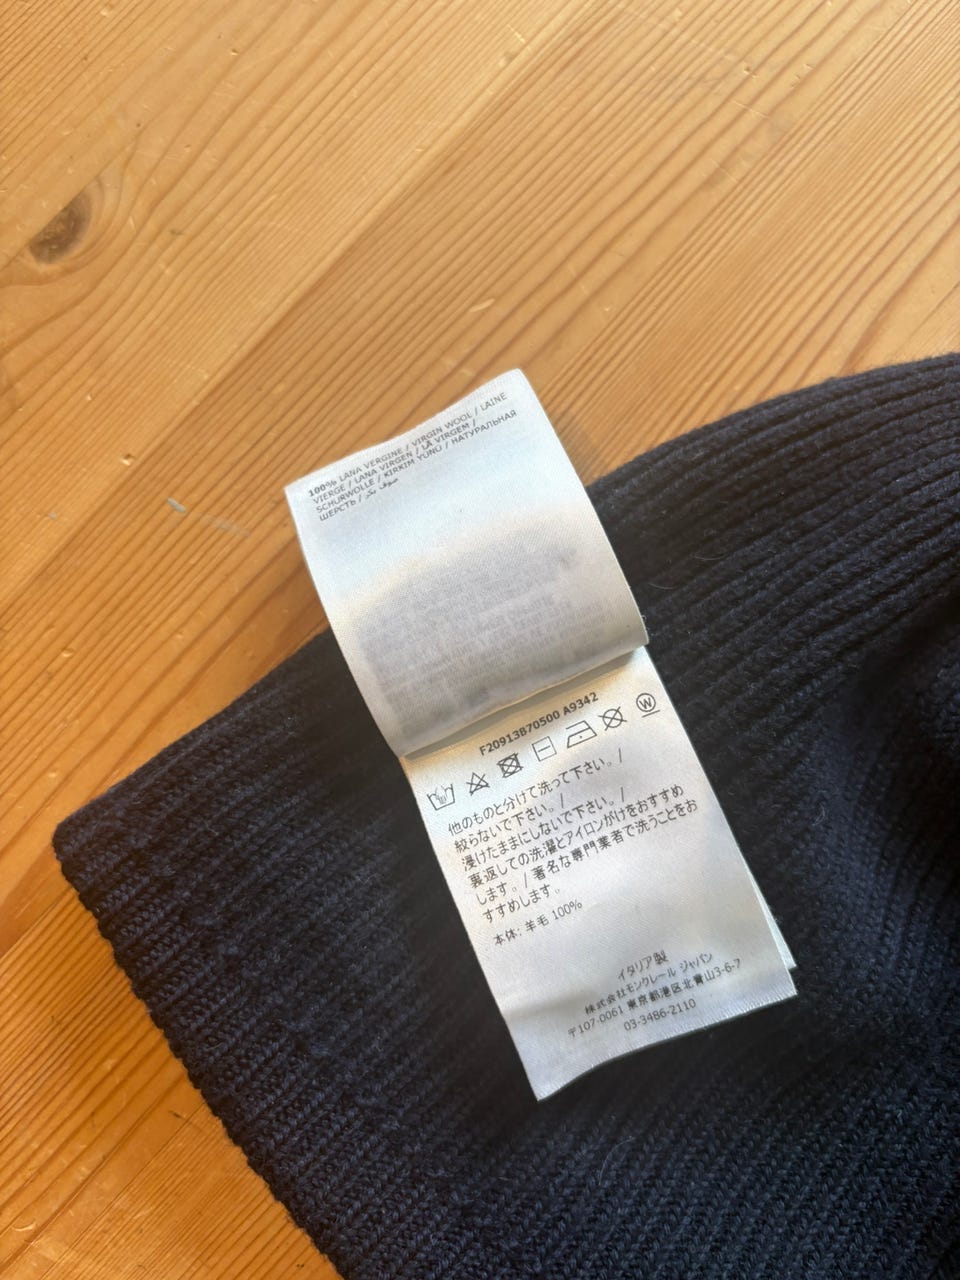 100% LANA VERGINE / VIRGIN WOOL / LAINE
VIERGE / LANA VIRGEN / LÃ VIRGEM /
SCHURWOLLE / KIRKIM YÜNÜ / НАТУРАЛЬНАЯ
ШЕРСТЬ / صوف بكر
F20913B70500 A9342
W
他のものと分けて洗って下さい。/
絞らないで下さい。/
浸けたままにしないで下さい。/
裏返しての洗濯とアイロンがけをおすすめ
します。/ 著名な専門業者で洗うことをお
すすめします。
本体: 羊毛 100%
イタリア製
株式会社モンクレール ジャパン
〒107-0061 東京都港区北青山3-6-7
03-3486-2110